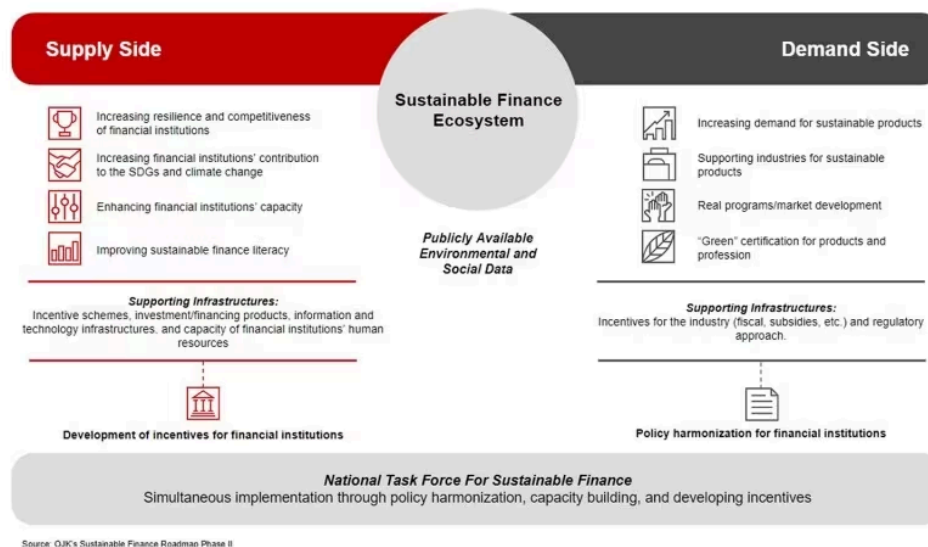 Supply Side
Sustainable Finance
Ecosystem
Demand Side
Increasing resilience and competitiveness
of financial institutions
Increasing financial institutions' contribution
to the SDGs and climate change
Enhancing financial institutions' capacity
Improving sustainable finance literacy
Supporting Infrastructures:
Incentive schemes, investment/financing products, information and
technology infrastructures, and capacity of financial institutions' human
resources
Development of incentives for financial institutions
Publicly Available
Environmental and
Social Data
Increasing demand for sustainable products
Supporting industries for sustainable
products
Real programs/market development
"Green" certification for products and
profession
Supporting Infrastructures:
Incentives for the industry (fiscal, subsidies, etc.) and regulatory
approach.
Policy harmonization for financial institutions
National Task Force For Sustainable Finance
Simultaneous implementation through policy harmonization, capacity building, and developing incentives
Source: OJK's Sustainable Finance Roadmap Phase II